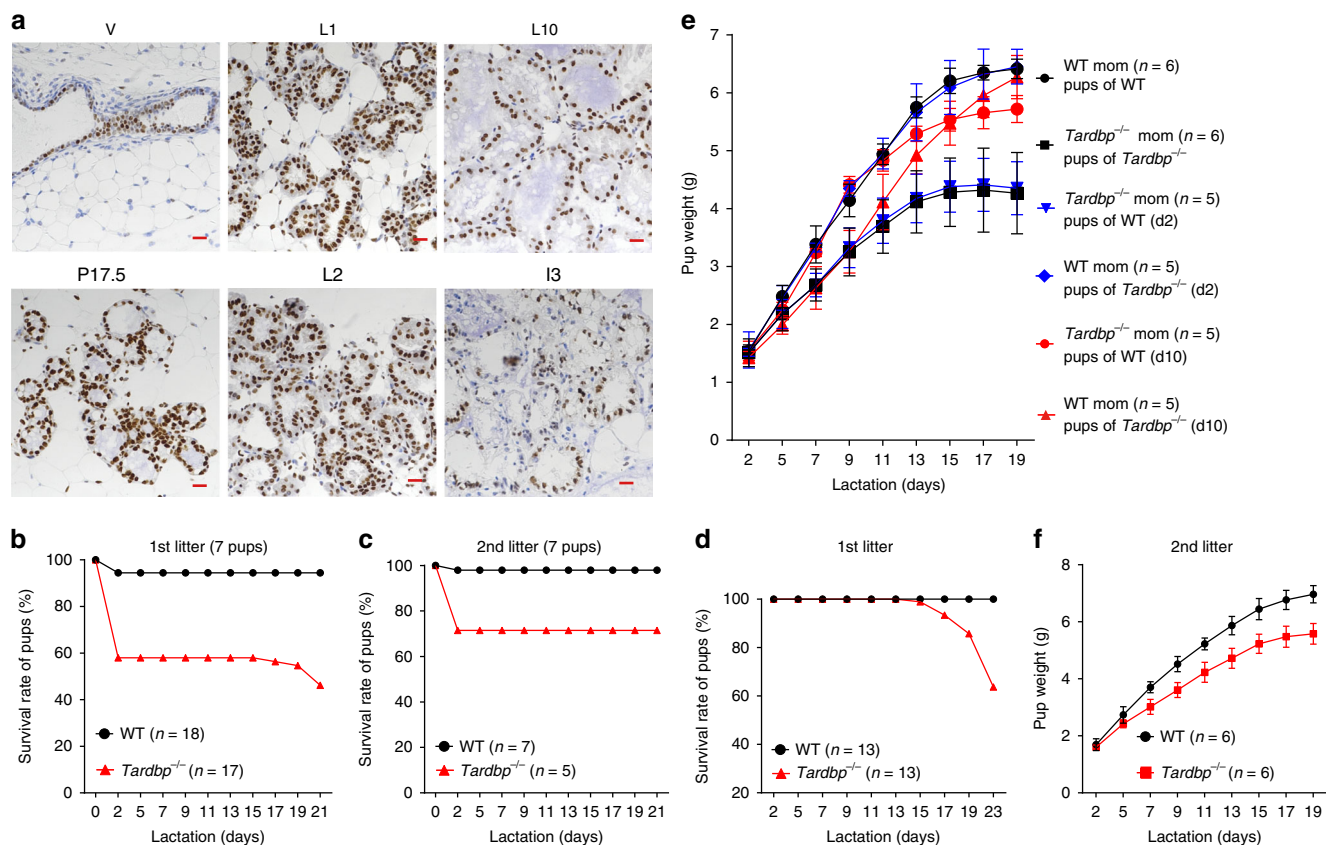 a
V
L1
L10
P17.5
L2
I3
e
7
6
5
4
3
2
1
0
Pup weight (g)
2 5 7 9 11 13 15 17 19
Lactation (days)
WT mom (n = 6)
pups of WT
Tardbp–/– mom (n = 6)
pups of Tardbp–/–
Tardbp–/– mom (n = 5)
pups of WT (d2)
WT mom (n = 5)
pups of Tardbp–/– (d2)
Tardbp–/– mom (n = 5)
pups of WT (d10)
WT mom (n = 5)
pups of Tardbp–/– (d10)
b
1st litter (7 pups)
100
80
60
40
20
0
Survival rate of pups (%)
WT (n = 18)
Tardbp–/– (n = 17)
0 2 5 7 9 11 13 15 17 19 21
Lactation (days)
c
2nd litter (7 pups)
100
80
60
40
20
0
Survival rate of pups (%)
WT (n = 7)
Tardbp–/– (n = 5)
0 2 5 7 9 11 13 15 17 19 21
Lactation (days)
d
1st litter
100
80
60
40
20
Survival rate of pups (%)
WT (n = 13)
Tardbp–/– (n = 13)
2 5 7 9 11 13 15 17 19 23
Lactation (days)
f
2nd litter
8
6
4
2
0
Pup weight (g)
WT (n = 6)
Tardbp–/– (n = 6)
2 5 7 9 11 13 15 17 19
Lactation (days)